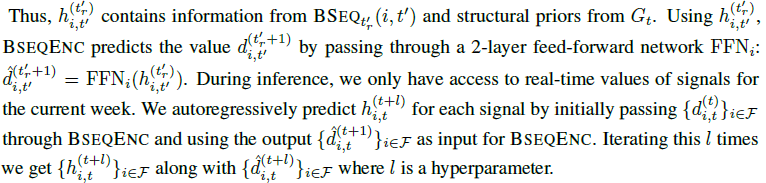 Thus, $h_{i,t'}^{(t'_r)}$ contains information from BSEQ$_{t'_r}(i, t')$ and structural priors from $G_t$. Using $h_{i,t'}^{(t'_r)}$,
BSEQENC predicts the value $d_{i,t'}^{(t'_r+1)}$ by passing through a 2-layer feed-forward network FFN$_i$:
$\hat{d}_{i,t'}^{(t'_r+1)} = \text{FFN}_i(h_{i,t'}^{(t'_r)})$. During inference, we only have access to real-time values of signals for
the current week. We autoregressively predict $h_{i,t}^{(t+l)}$ for each signal by initially passing $\{d_{i,t}^{(t)}\}_{i \in \mathcal{F}}$
through BSEQENC and using the output $\{\hat{d}_{i,t}^{(t+1)}\}_{i \in \mathcal{F}}$ as input for BSEQENC. Iterating this $l$ times
we get $\{h_{i,t}^{(t+l)}\}_{i \in \mathcal{F}}$ along with $\{\hat{d}_{i,t}^{(t+l)}\}_{i \in \mathcal{F}}$ where $l$ is a hyperparameter.